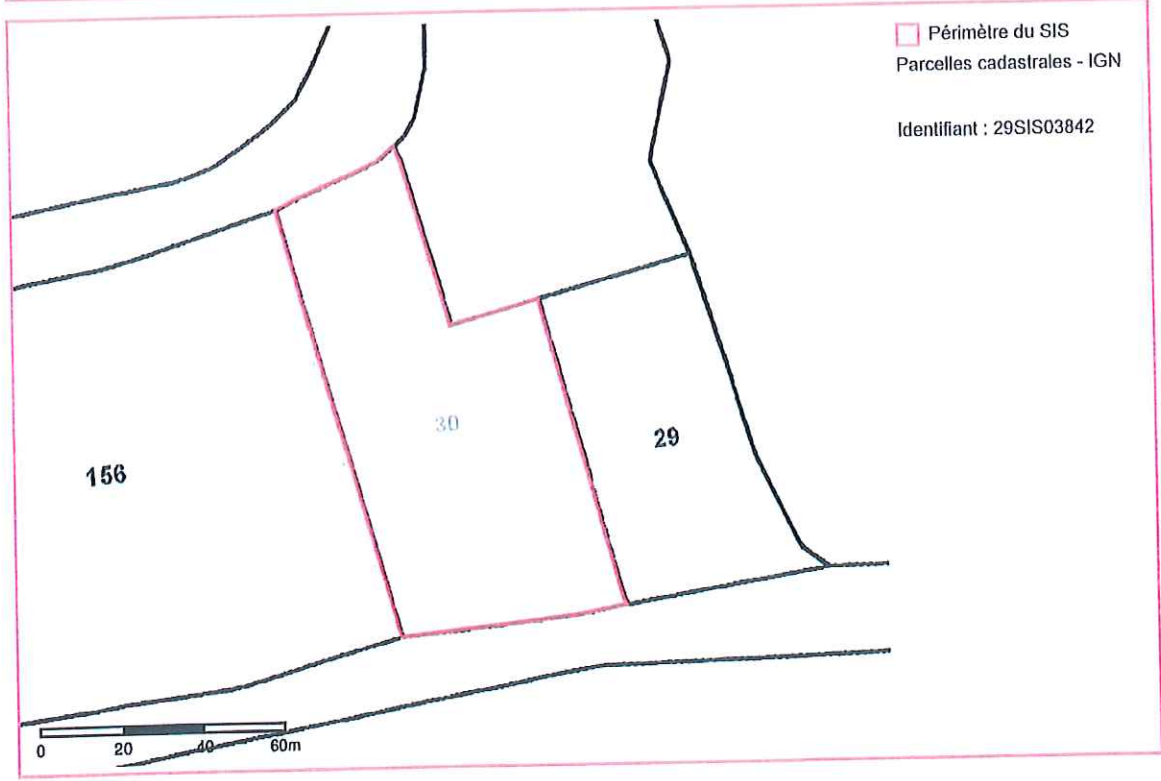 Périmètre du SIS
Parcelles cadastrales - IGN
Identifiant : 29SIS03842
30
29
156
0 20 40 60m